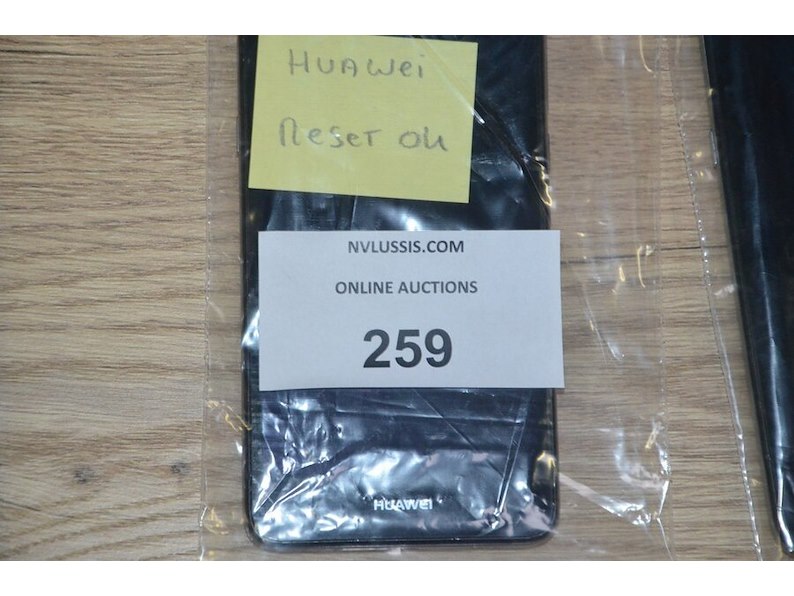 HUAWei
Reset ok
NVLUSSIS.COM
ONLINE AUCTIONS
259
HUAWEI